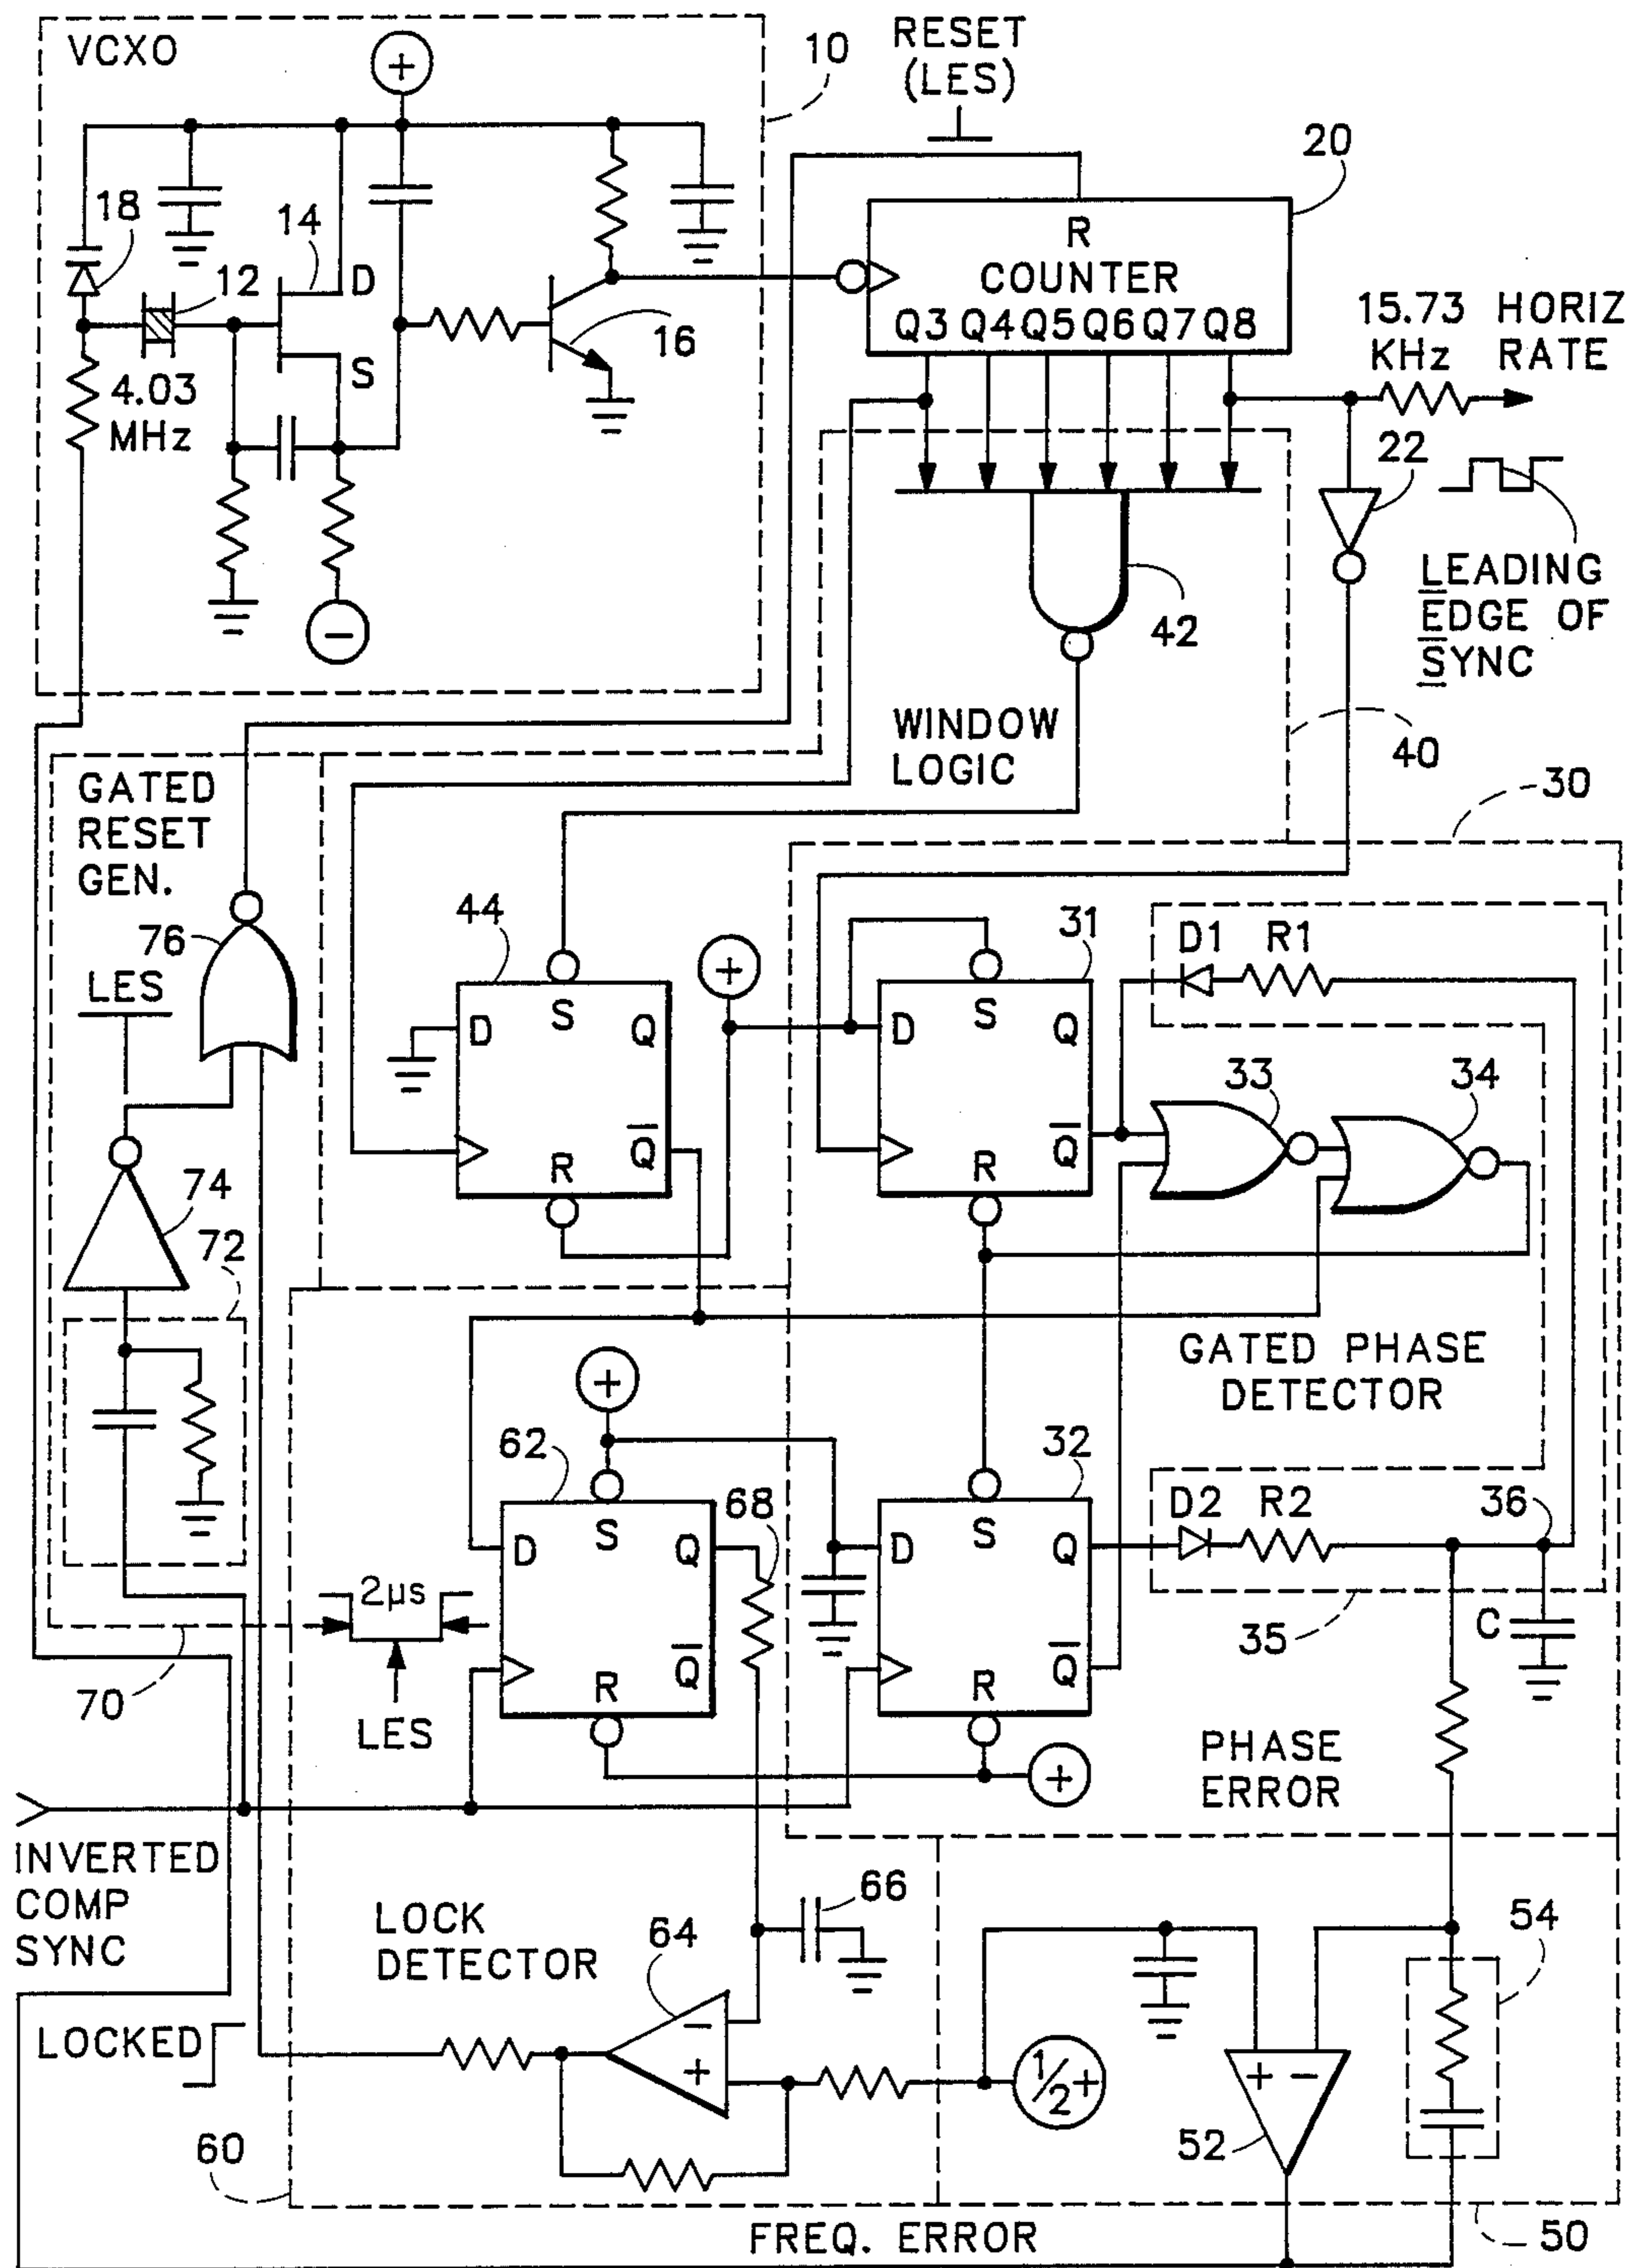 VCXO
10
RESET
(LES)
20
18
14
12
D
S
4.03
MHz
16
R
COUNTER
Q3 Q4 Q5 Q6 Q7 Q8
15.73 HORIZ
KHz RATE
22
LEADING
EDGE OF
SYNC
42
WINDOW
LOGIC
40
30
GATED
RESET
GEN.
76
LES
44
D
S
Q
Q
R
31
D
S
Q
Q
R
D1 R1
33
34
74
72
GATED PHASE
DETECTOR
62
D
S
Q
Q
R
68
32
D
S
Q
Q
R
D2 R2
36
35
C
2µs
LES
70
PHASE
ERROR
INVERTED
COMP
SYNC
LOCK
DETECTOR
66
64
−
+
LOCKED
60
1/2+
+ −
52
54
FREQ. ERROR
50